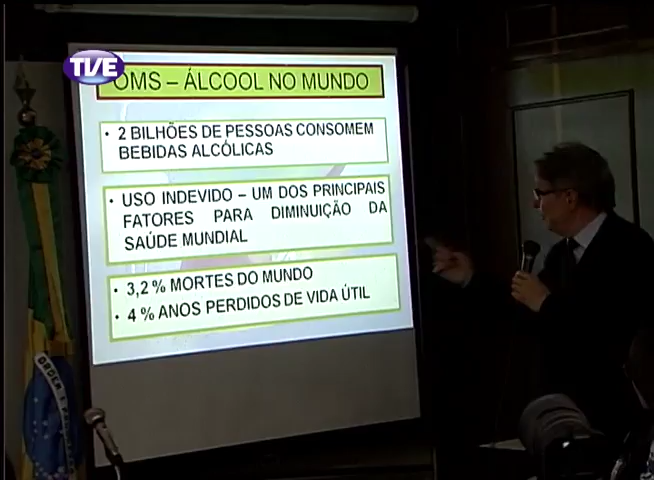 TVE
OMS – ÁLCOOL NO MUNDO
• 2 BILHÕES DE PESSOAS CONSOMEM
BEBIDAS ALCÓLICAS
• USO INDEVIDO – UM DOS PRINCIPAIS
FATORES PARA DIMINUIÇÃO DA
SAÚDE MUNDIAL
• 3,2 % MORTES DO MUNDO
• 4 % ANOS PERDIDOS DE VIDA ÚTIL
ORDEM E P